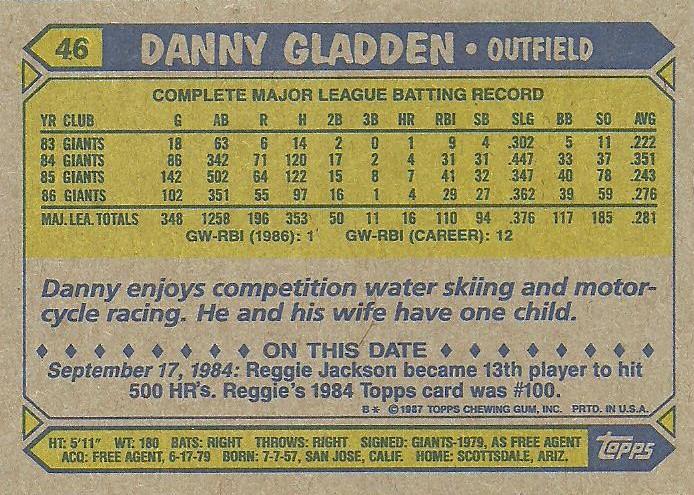 46 DANNY GLADDEN • OUTFIELD
COMPLETE MAJOR LEAGUE BATTING RECORD
YR CLUB G AB R H 2B 3B HR RBI SB SLG BB SO AVG
83 GIANTS 18 63 6 14 2 0 1 9 4 .302 5 11 .222
84 GIANTS 86 342 71 120 17 2 4 31 31 .447 33 37 .351
85 GIANTS 142 502 64 122 15 8 7 41 32 .347 40 78 .243
86 GIANTS 102 351 55 97 16 1 4 29 27 .362 39 59 .276
MAJ. LEA. TOTALS 348 1258 196 353 50 11 16 110 94 .376 117 185 .281
GW-RBI (1986): 1 GW-RBI (CAREER): 12
Danny enjoys competition water skiing and motor-
cycle racing. He and his wife have one child.
♦ ♦ ♦ ♦ ♦ ♦ ♦ ♦ ON THIS DATE ♦ ♦ ♦ ♦ ♦ ♦ ♦ ♦
September 17, 1984: Reggie Jackson became 13th player to hit
500 HR's. Reggie's 1984 Topps card was #100.
B* ©1987 TOPPS CHEWING GUM, INC. PRTD. IN U.S.A.
HT: 5'11" WT: 180 BATS: RIGHT THROWS: RIGHT SIGNED: GIANTS-1979, AS FREE AGENT
ACQ: FREE AGENT, 6-17-79 BORN: 7-7-57, SAN JOSE, CALIF. HOME: SCOTTSDALE, ARIZ.
topps